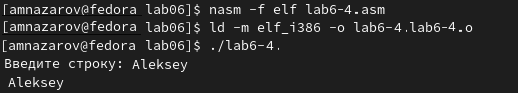 [amnazarov@fedora lab06]$ nasm -f elf lab6-4.asm
[amnazarov@fedora lab06]$ ld -m elf_i386 -o lab6-4.lab6-4.o
[amnazarov@fedora lab06]$ ./lab6-4.
Введите строку: Aleksey
Aleksey